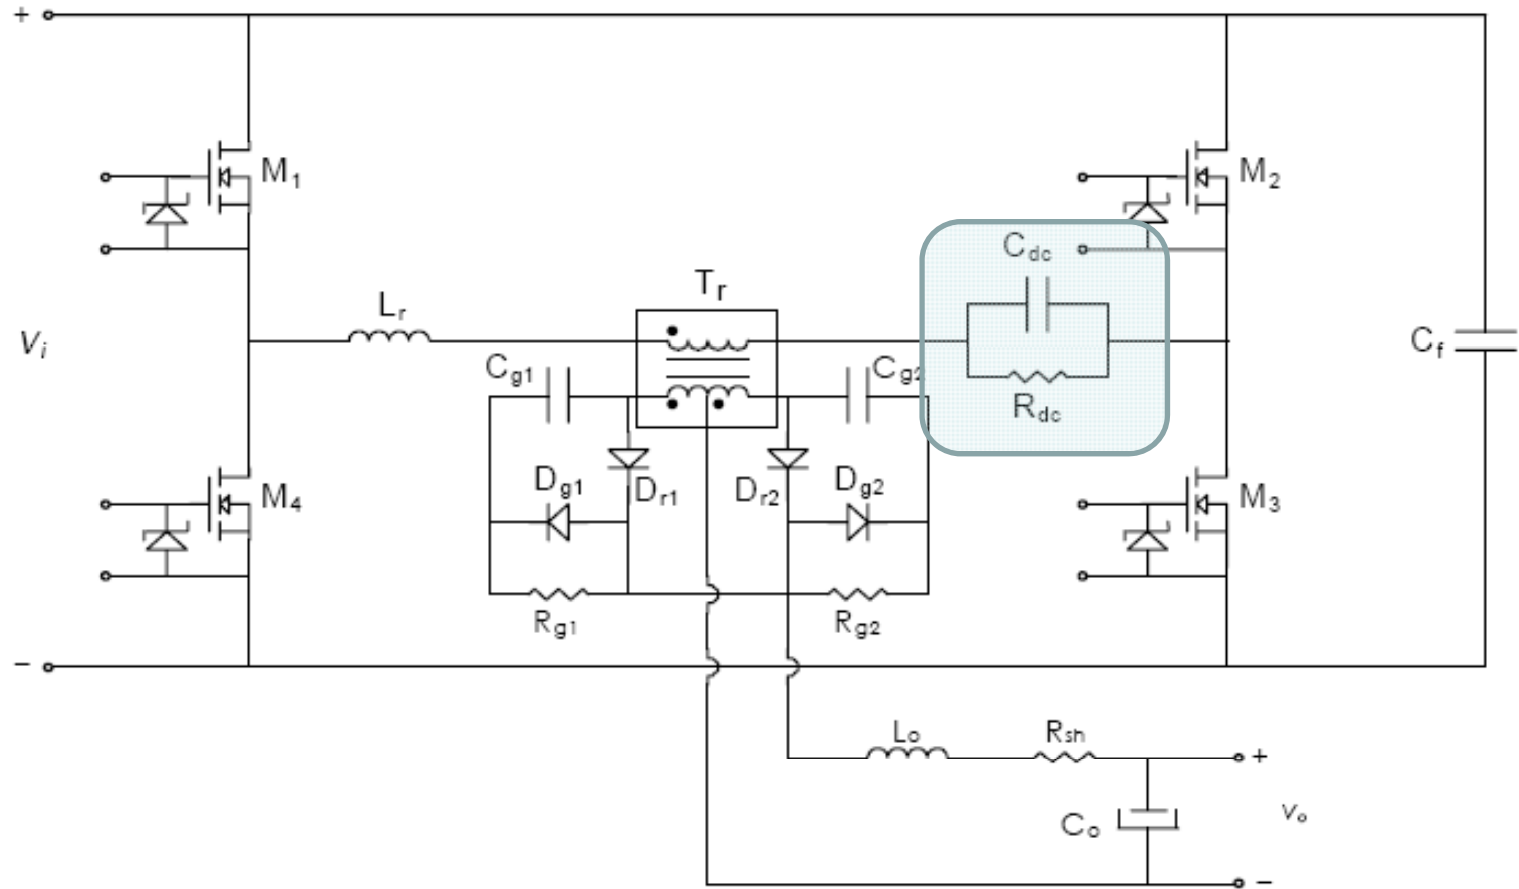 +
M1
M2
Cdc
Tr
Lr
Vi
Cf
Cg1
Cg2
Rdc
Dg1
Dr1
Dr2
Dg2
M4
M3
Rg1
Rg2
−
Lo
Rsh
+
Co
vo
−